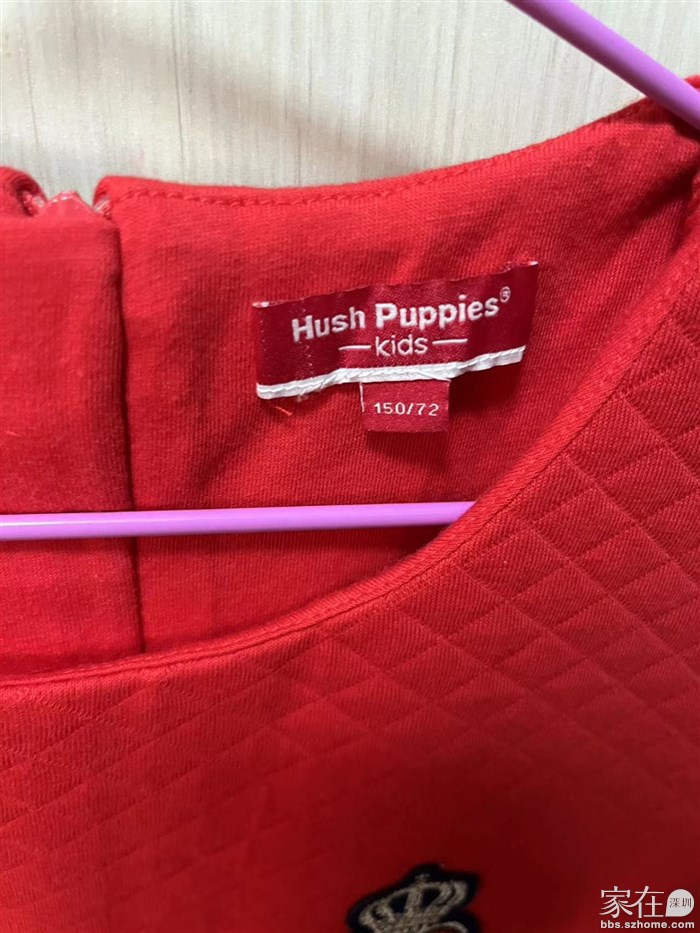 Hush Puppies®
kids
150/72
家在深圳
bbs.szhome.com